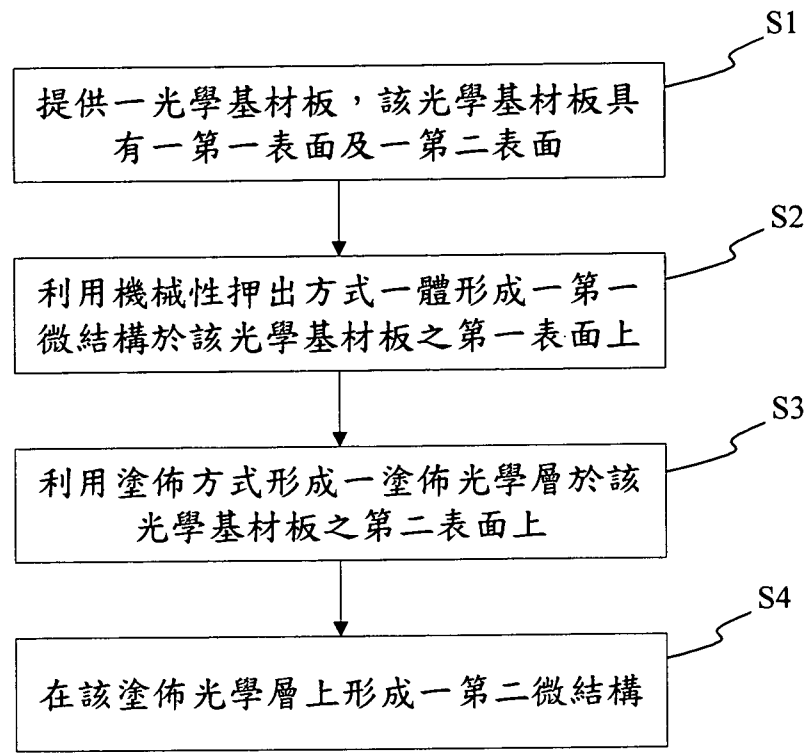 S1
提供一光學基材板，該光學基材板具
有一第一表面及一第二表面
S2
利用機械性押出方式一體形成一第一
微結構於該光學基材板之第一表面上
S3
利用塗佈方式形成一塗佈光學層於該
光學基材板之第二表面上
S4
在該塗佈光學層上形成一第二微結構